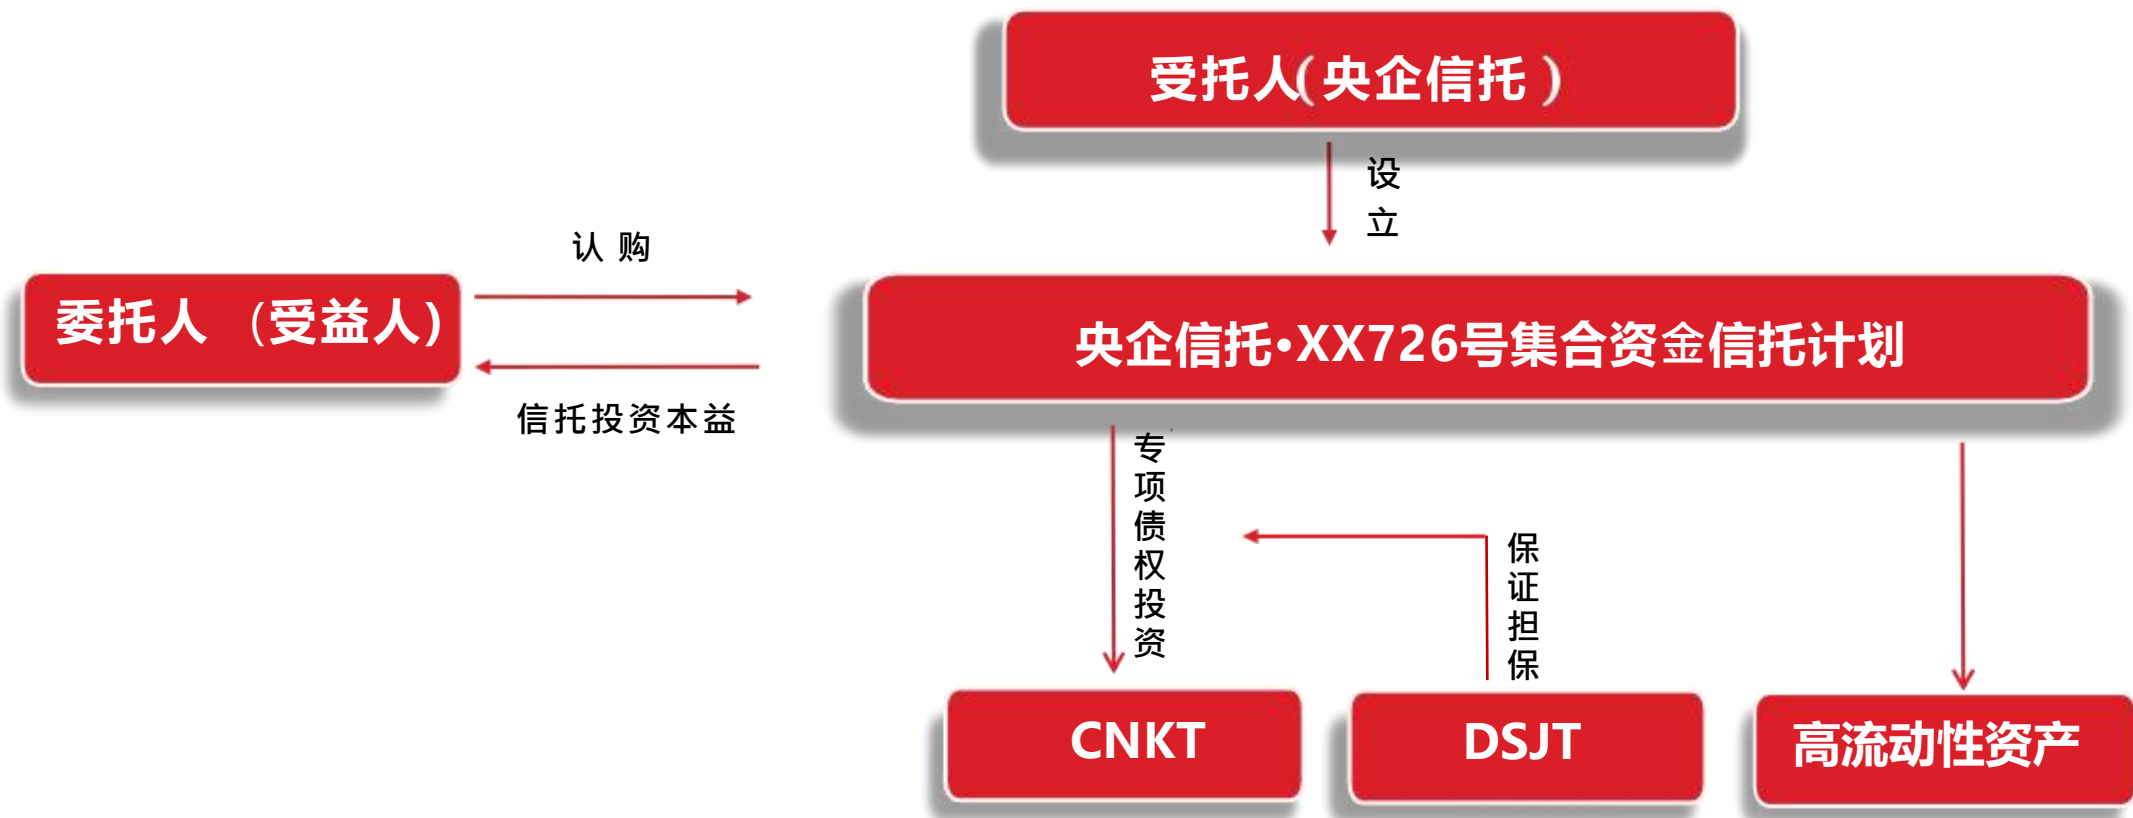 受托人(央企信托)
设立
认购
委托人 (受益人)
央企信托•XX726号集合资金信托计划
信托投资本益
专项债权投资
保证担保
CNKT
DSJT
高流动性资产